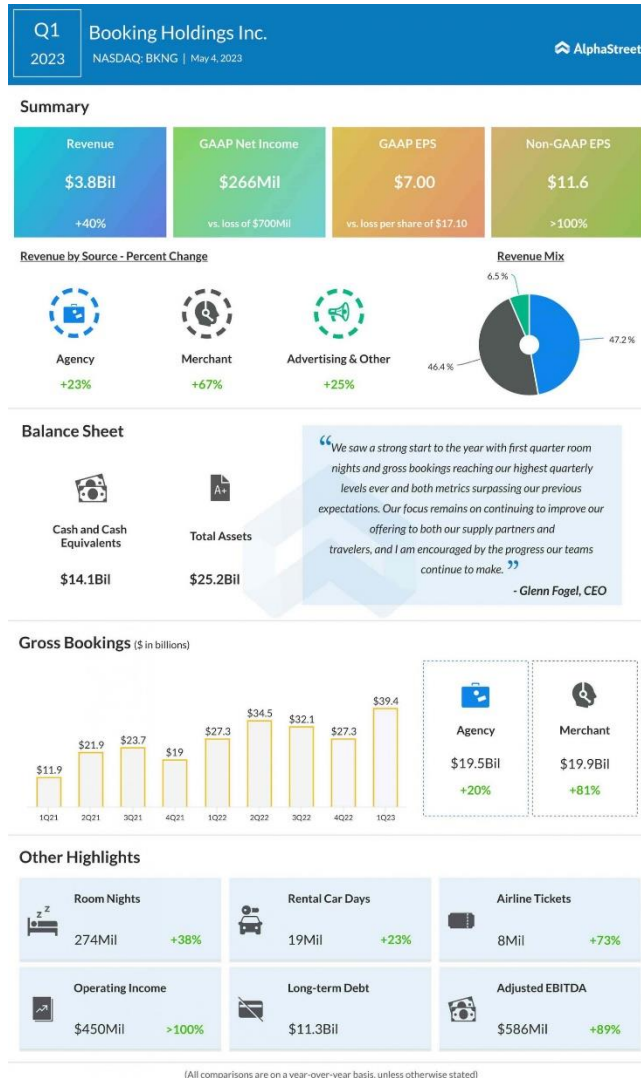 Q1
2023
Booking Holdings Inc.
NASDAQ: BKNG | May 4, 2023
AlphaStreet
Summary
Revenue
$3.8Bil
+40%
GAAP Net Income
$266Mil
vs. loss of $700Mil
GAAP EPS
$7.00
vs. loss per share of $17.10
Non-GAAP EPS
$11.6
>100%
Revenue by Source - Percent Change
Agency
+23%
Merchant
+67%
Advertising & Other
+25%
Revenue Mix
6.5 %
47.2 %
46.4 %
Balance Sheet
Cash and Cash
Equivalents
$14.1Bil
A+
Total Assets
$25.2Bil
“We saw a strong start to the year with first quarter room
nights and gross bookings reaching our highest quarterly
levels ever and both metrics surpassing our previous
expectations. Our focus remains on continuing to improve our
offering to both our supply partners and
travelers, and I am encouraged by the progress our teams
continue to make. ”
- Glenn Fogel, CEO
Gross Bookings ($ in billions)
$11.9
$21.9
$23.7
$19
$27.3
$34.5
$32.1
$27.3
$39.4
1Q21
2Q21
3Q21
4Q21
1Q22
2Q22
3Q22
4Q22
1Q23
Agency
$19.5Bil
+20%
Merchant
$19.9Bil
+81%
Other Highlights
z z
Room Nights
274Mil +38%
Rental Car Days
19Mil +23%
Airline Tickets
8Mil +73%
Operating Income
$450Mil >100%
Long-term Debt
$11.3Bil
Adjusted EBITDA
$586Mil +89%
(All comparisons are on a year-over-year basis, unless otherwise stated)